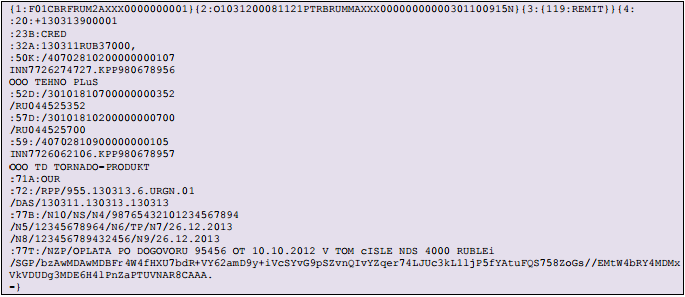 {1:F01CBRFRUM2AXXX0000000001}{2:O1031200081121PTRBRUMMAXXX00000000000301100915N}{3:{119:REMIT}}{4:
:20:+130313900001
:23B:CRED
:32A:130311RUB37000,
:50K:/40702810200000000107
INN7726274727.KPP980678956
OOO TEHNO PLuS
:52D:/30101810700000000352
/RU044525352
:57D:/30101810200000000700
/RU044525700
:59:/40702810900000000105
INN7726062106.KPP980678957
OOO TD TORNADO-PRODUKT
:71A:OUR
:72:/RPP/955.130313.6.URGN.01
/DAS/130311.130313.130313
:77B:/N10/NS/N4/98765432101234567894
/N5/12345678964/N6/TP/N7/26.12.2013
/N8/123456789432456/N9/26.12.2013
:77T:/NZP/OPLATA PO DOGOVORU 95456 OT 10.10.2012 V TOM cISLE NDS 4000 RUBLEi
/SGP/bzAwMDAwMDBFr4W4fHXU7bdR+VY62amD9y+iVcSYvG9pSZvnQIvYZqer74LJUc3kLlljP5fYAtuFQS758ZoGs//EMtW4bRY4MDMx
VkVDUDg3MDE6H4lPnZaPTUVNAR8CAAA.
-}